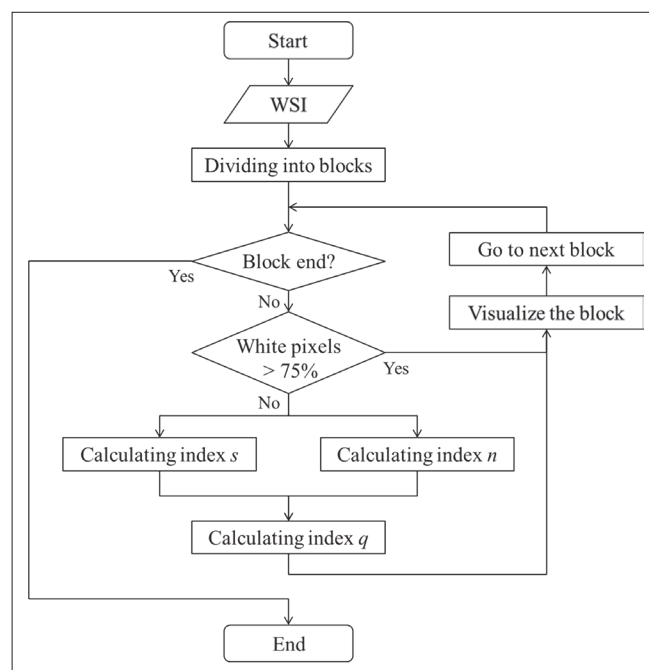 Start
WSI
Dividing into blocks
Block end?
Go to next block
Yes
No
Visualize the block
White pixels
> 75%
Yes
No
Calculating index s
Calculating index n
Calculating index q
End